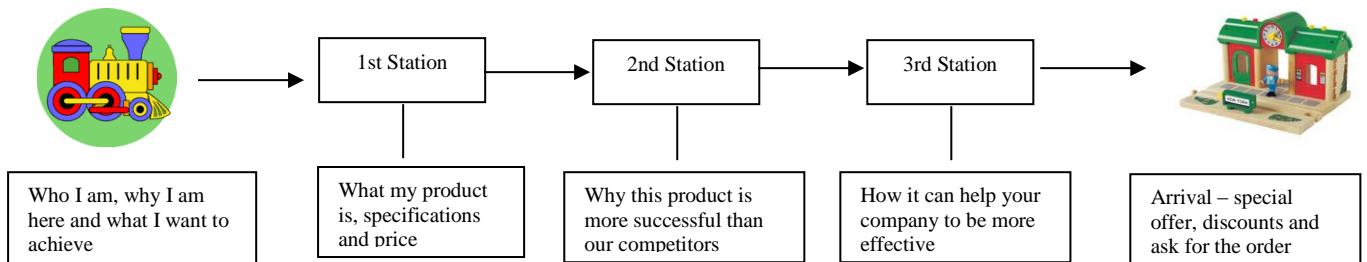 1st Station
2nd Station
3rd Station
NEW YORK
Who I am, why I am
here and what I want to
achieve
What my product
is, specifications
and price
Why this product is
more successful than
our competitors
How it can help your
company to be more
effective
Arrival – special
offer, discounts and
ask for the order